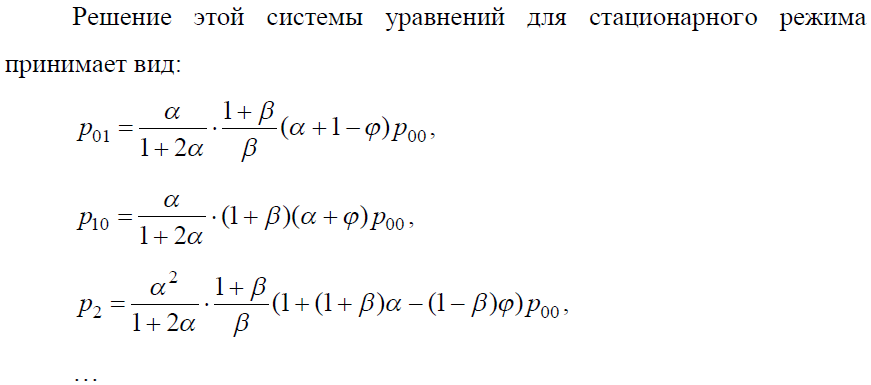 Решение этой системы уравнений для стационарного режима
принимает вид:
p₀₁ = α/(1 + 2α) · (1 + β)/β (α + 1 − φ) p₀₀,
p₁₀ = α/(1 + 2α) · (1 + β)(α + φ) p₀₀,
p₂ = α²/(1 + 2α) · (1 + β)/β (1 + (1 + β)α − (1 − β)φ) p₀₀,
…